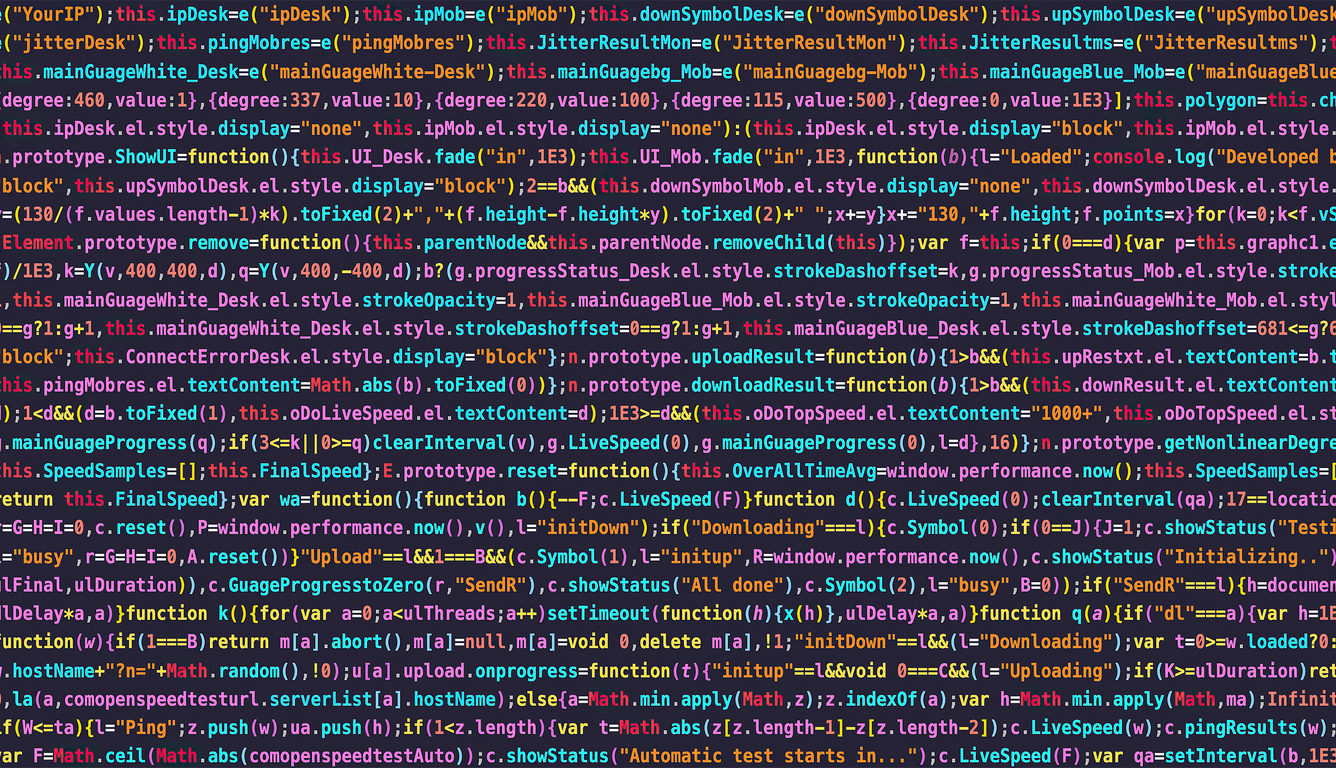 ("YourIP");this.ipDesk=e("ipDesk");this.ipMob=e("ipMob");this.downSymbolDesk=e("downSymbolDesk");this.upSymbolDesk=e("upSymbolDesk
("jitterDesk");this.pingMobres=e("pingMobres");this.JitterResultMon=e("JitterResultMon");this.JitterResultms=e("JitterResultms");t
his.mainGuageWhite_Desk=e("mainGuageWhite-Desk");this.mainGuagebg_Mob=e("mainGuagebg-Mob");this.mainGuageBlue_Mob=e("mainGuageBlue
{degree:460,value:1},{degree:337,value:10},{degree:220,value:100},{degree:115,value:500},{degree:0,value:1E3}];this.polygon=this.ch
this.ipDesk.el.style.display="none",this.ipMob.el.style.display="none"):(this.ipDesk.el.style.display="block",this.ipMob.el.style.
.prototype.ShowUI=function(){this.UI_Desk.fade("in",1E3);this.UI_Mob.fade("in",1E3,function(b){l="Loaded";console.log("Developed b
"block",this.upSymbolDesk.el.style.display="block");2==b&&(this.downSymbolMob.el.style.display="none",this.downSymbolDesk.el.style.
=(130/(f.values.length-1)*k).toFixed(2)+","+(f.height-f.height*y).toFixed(2)+" ";x+=y}x+="130,"+f.height;f.points=x}for(k=0;k<f.vS
Element.prototype.remove=function(){this.parentNode&&this.parentNode.removeChild(this)});var f=this;if(0===d){var p=this.graphc1.e
)/1E3,k=Y(v,400,400,d),q=Y(v,400,-400,d);b?(g.progressStatus_Desk.el.style.strokeDashoffset=k,g.progressStatus_Mob.el.style.stroke
,this.mainGuageWhite_Desk.el.style.strokeOpacity=1,this.mainGuageBlue_Mob.el.style.strokeOpacity=1,this.mainGuageWhite_Mob.el.styl
==g?1:g+1,this.mainGuageWhite_Desk.el.style.strokeDashoffset=0==g?1:g+1,this.mainGuageBlue_Desk.el.style.strokeDashoffset=681<=g?6
"block";this.ConnectErrorDesk.el.style.display="block"};n.prototype.uploadResult=function(b){1>b&&(this.upRestxt.el.textContent=b.t
this.pingMobres.el.textContent=Math.abs(b).toFixed(0))};n.prototype.downloadResult=function(b){1>b&&(this.downResult.el.textContent
);1<d&&(d=b.toFixed(1),this.oDoLiveSpeed.el.textContent=d);1E3>=d&&(this.oDoTopSpeed.el.textContent="1000+",this.oDoTopSpeed.el.st
.mainGuageProgress(q);if(3<=k||0>=q)clearInterval(v),g.LiveSpeed(0),g.mainGuageProgress(0),l=d},16)};n.prototype.getNonlinearDegre
his.SpeedSamples=[];this.FinalSpeed};E.prototype.reset=function(){this.OverAllTimeAvg=window.performance.now();this.SpeedSamples=[
return this.FinalSpeed};var wa=function(){function b(){--F;c.LiveSpeed(F)}function d(){c.LiveSpeed(0);clearInterval(qa);17==locatio
=G=H=I=0,c.reset(),P=window.performance.now(),v(),l="initDown");if("Downloading"===l){c.Symbol(0);if(0==J){J=1;c.showStatus("Testi
="busy",r=G=H=I=0,A.reset())}"Upload"==l&&1===B&&(c.Symbol(1),l="initup",R=window.performance.now(),c.showStatus("Initializing..")
ulFinal,ulDuration)),c.GuageProgresstoZero(r,"SendR"),c.showStatus("All done"),c.Symbol(2),l="busy",B=0));if("SendR"===l){h=documen
dlDelay*a,a)}function k(){for(var a=0;a<ulThreads;a++)setTimeout(function(h){x(h)},ulDelay*a,a)}function q(a){if("dl"===a){var h=1E
function(w){if(1===B)return m[a].abort(),m[a]=null,m[a]=void 0,delete m[a],!1;"initDown"==l&&(l="Downloading");var t=0>=w.loaded?0:
.hostName+"?n="+Math.random(),!0);u[a].upload.onprogress=function(t){"initup"==l&&void 0===C&&(l="Uploading");if(K>=ulDuration)ret
,la(a,comopenspeedtesturl.serverList[a].hostName);else{a=Math.min.apply(Math,z);z.indexOf(a);var h=Math.min.apply(Math,ma);Infinit
if(W<=ta){l="Ping";z.push(w);ua.push(h);if(1<z.length){var t=Math.abs(z[z.length-1]-z[z.length-2]);c.LiveSpeed(w);c.pingResults(w)
var F=Math.ceil(Math.abs(comopenspeedtestAuto));c.showStatus("Automatic test starts in...");c.LiveSpeed(F);var qa=setInterval(b,1E3